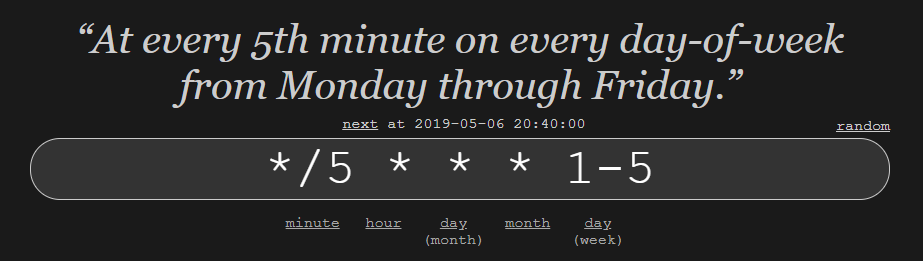 “At every 5th minute on every day-of-week
from Monday through Friday.”
next at 2019-05-06 20:40:00
random
*/5 * * * 1-5
minute hour day month day
(month) (week)